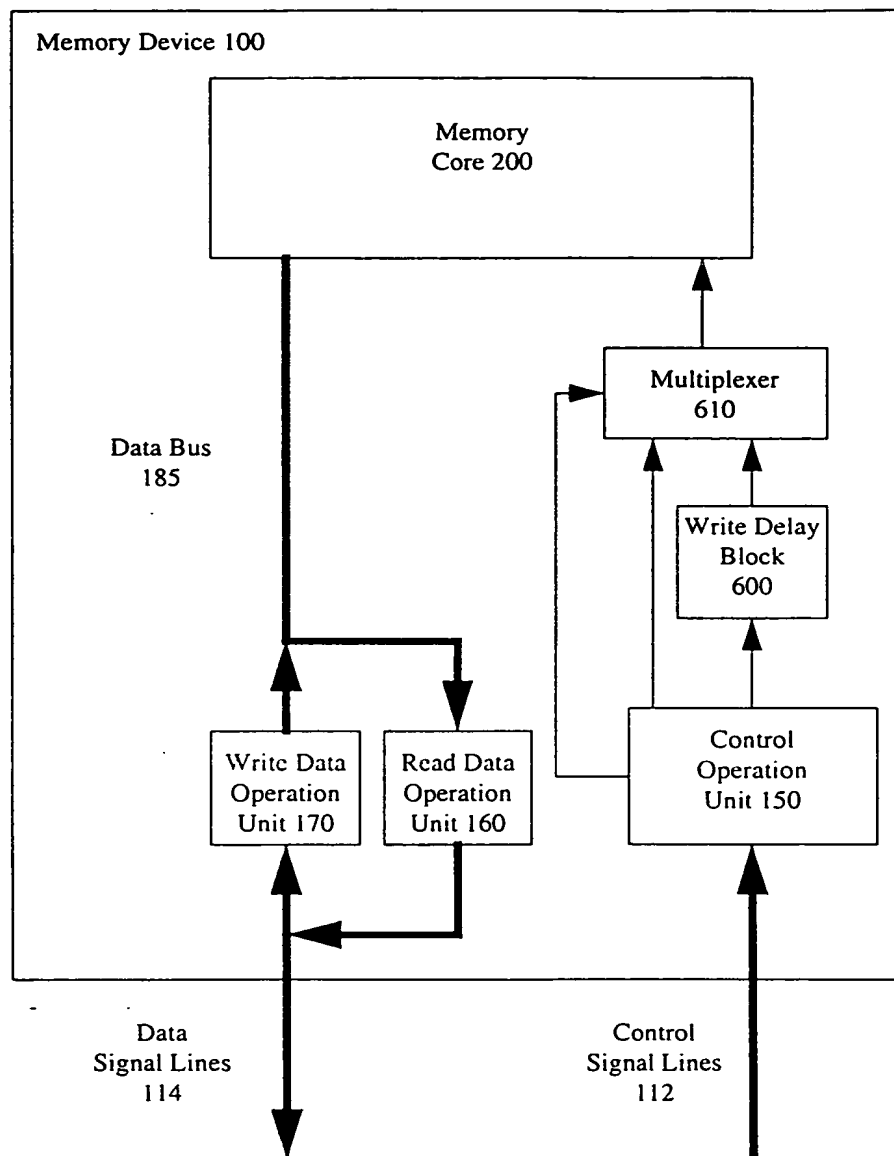 Memory Device 100
Memory
Core 200
Multiplexer
610
Data Bus
185
Write Delay
Block
600
Write Data
Operation
Unit 170
Read Data
Operation
Unit 160
Control
Operation
Unit 150
Data
Signal Lines
114
Control
Signal Lines
112